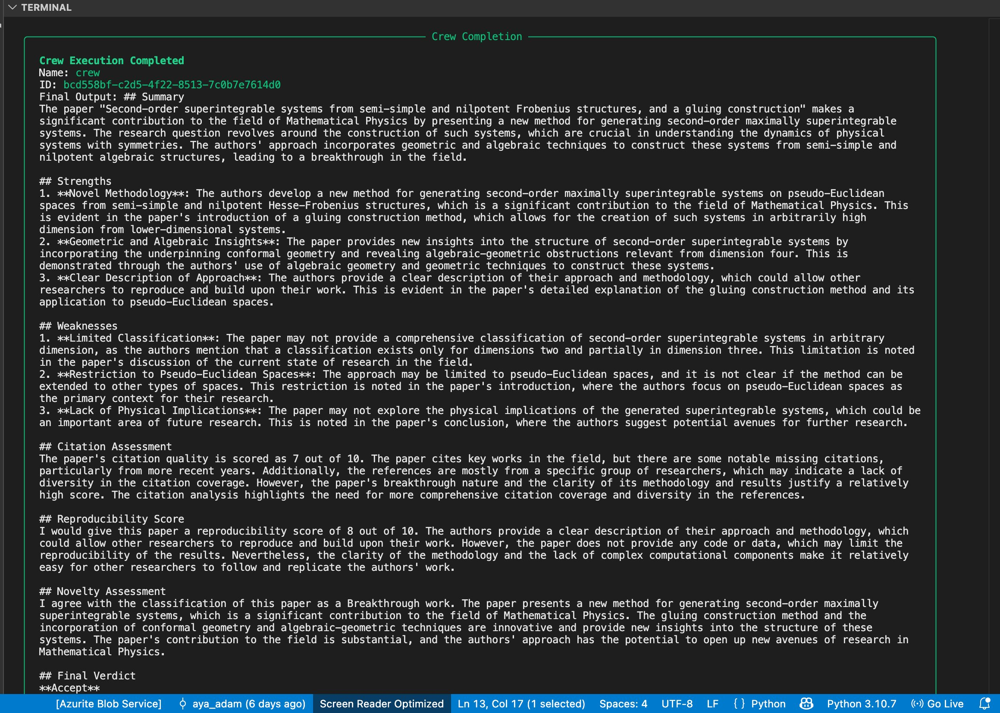 TERMINAL
Crew Completion
Crew Execution Completed
Name: crew
ID: bcd558bf-c2d5-4f22-8513-7c0b7e7614d0
Final Output: ## Summary
The paper "Second-order superintegrable systems from semi-simple and nilpotent Frobenius structures, and a gluing construction" makes a
significant contribution to the field of Mathematical Physics by presenting a new method for generating second-order maximally superintegrable
systems. The research question revolves around the construction of such systems, which are crucial in understanding the dynamics of physical
systems with symmetries. The authors' approach incorporates geometric and algebraic techniques to construct these systems from semi-simple and
nilpotent algebraic structures, leading to a breakthrough in the field.
## Strengths
1. **Novel Methodology**: The authors develop a new method for generating second-order maximally superintegrable systems on pseudo-Euclidean
spaces from semi-simple and nilpotent Hesse-Frobenius structures, which is a significant contribution to the field of Mathematical Physics. This
is evident in the paper's introduction of a gluing construction method, which allows for the creation of such systems in arbitrarily high
dimension from lower-dimensional systems.
2. **Geometric and Algebraic Insights**: The paper provides new insights into the structure of second-order superintegrable systems by
incorporating the underpinning conformal geometry and revealing algebraic-geometric obstructions relevant from dimension four. This is
demonstrated through the authors' use of algebraic geometry and geometric techniques to construct these systems.
3. **Clear Description of Approach**: The authors provide a clear description of their approach and methodology, which could allow other
researchers to reproduce and build upon their work. This is evident in the paper's detailed explanation of the gluing construction method and its
application to pseudo-Euclidean spaces.
## Weaknesses
1. **Limited Classification**: The paper may not provide a comprehensive classification of second-order superintegrable systems in arbitrary
dimension, as the authors mention that a classification exists only for dimensions two and partially in dimension three. This limitation is noted
in the paper's discussion of the current state of research in the field.
2. **Restriction to Pseudo-Euclidean Spaces**: The approach may be limited to pseudo-Euclidean spaces, and it is not clear if the method can be
extended to other types of spaces. This restriction is noted in the paper's introduction, where the authors focus on pseudo-Euclidean spaces as
the primary context for their research.
3. **Lack of Physical Implications**: The paper may not explore the physical implications of the generated superintegrable systems, which could be
an important area of future research. This is noted in the paper's conclusion, where the authors suggest potential avenues for further research.
## Citation Assessment
The paper's citation quality is scored as 7 out of 10. The paper cites key works in the field, but there are some notable missing citations,
particularly from more recent years. Additionally, the references are mostly from a specific group of researchers, which may indicate a lack of
diversity in the citation coverage. However, the paper's breakthrough nature and the clarity of its methodology and results justify a relatively
high score. The citation analysis highlights the need for more comprehensive citation coverage and diversity in the references.
## Reproducibility Score
I would give this paper a reproducibility score of 8 out of 10. The authors provide a clear description of their approach and methodology, which
could allow other researchers to reproduce and build upon their work. However, the paper does not provide any code or data, which may limit the
reproducibility of the results. Nevertheless, the clarity of the methodology and the lack of complex computational components make it relatively
easy for other researchers to follow and replicate the authors' work.
## Novelty Assessment
I agree with the classification of this paper as a Breakthrough work. The paper presents a new method for generating second-order maximally
superintegrable systems, which is a significant contribution to the field of Mathematical Physics. The gluing construction method and the
incorporation of conformal geometry and algebraic-geometric techniques are innovative and provide new insights into the structure of these
systems. The paper's contribution to the field is substantial, and the authors' approach has the potential to open up new avenues of research in
Mathematical Physics.
## Final Verdict
**Accept**
[Azurite Blob Service] aya_adam (6 days ago) Screen Reader Optimized Ln 13, Col 17 (1 selected) Spaces: 4 UTF-8 LF { } Python Python 3.10.7 Go Live